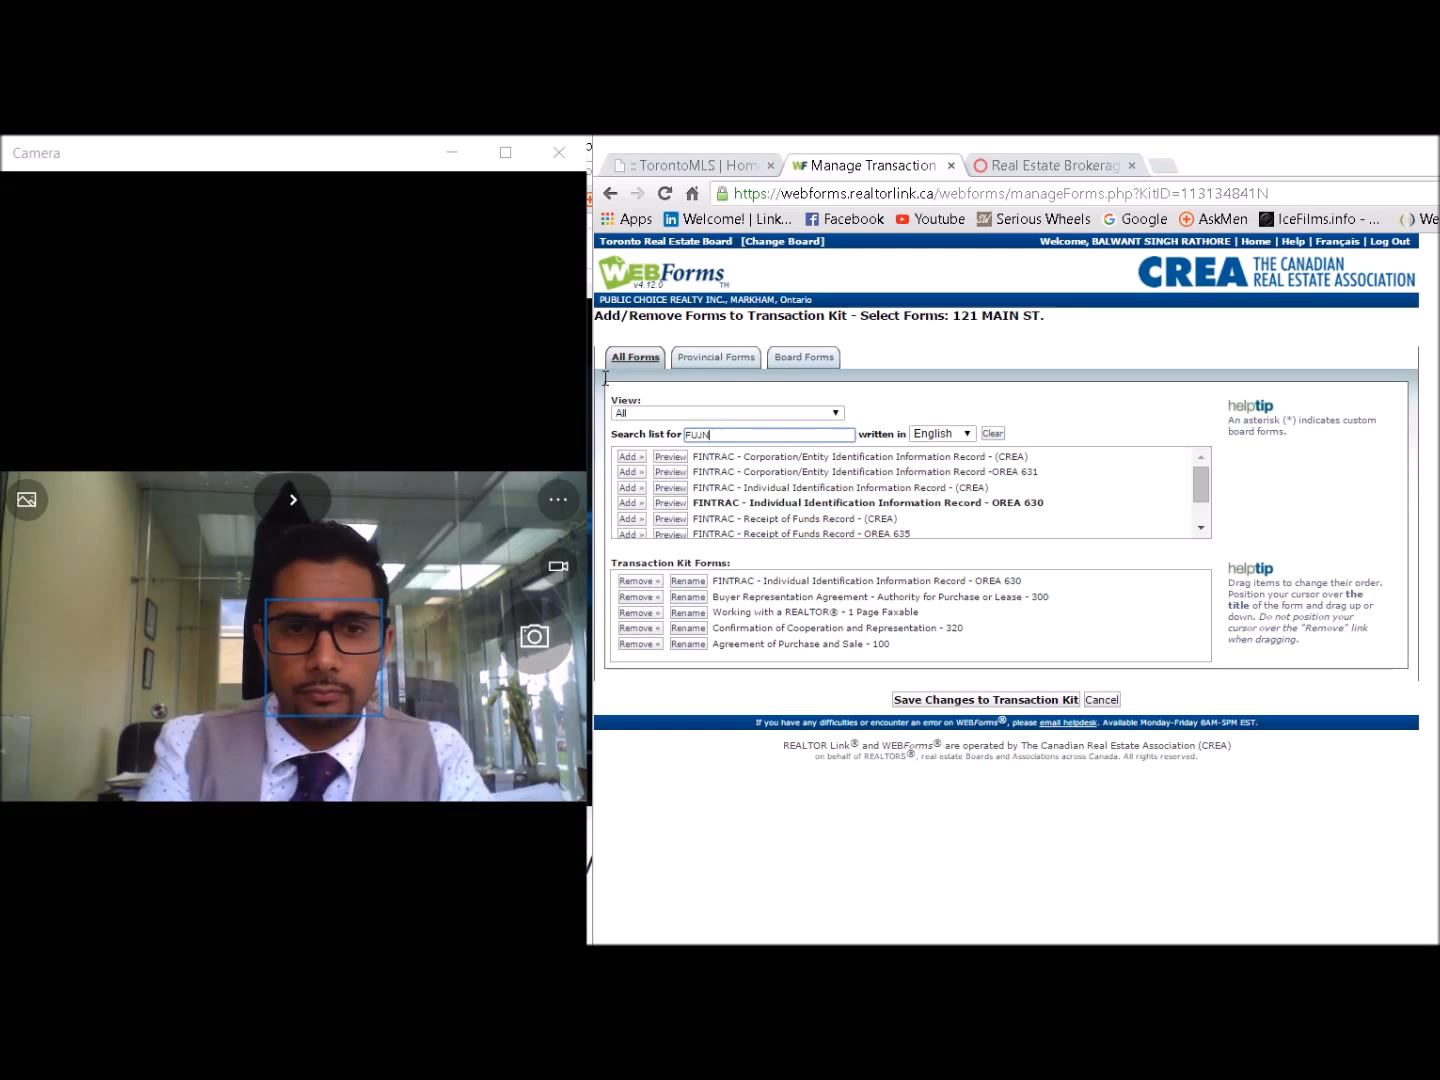 Camera
:: TorontoMLS | Hom
Manage Transaction
Real Estate Brokerag
https://webforms.realtorlink.ca/webforms/manageForms.php?KitID=113134841N
Apps Welcome! | Link... Facebook Youtube Serious Wheels Google AskMen IceFilms.info - ... We
Toronto Real Estate Board [Change Board]
Welcome, BALWANT SINGH RATHORE | Home | Help | Français | Log Out
WEBForms™
v4.12.0
CREA THE CANADIAN REAL ESTATE ASSOCIATION
PUBLIC CHOICE REALTY INC., MARKHAM, Ontario
Add/Remove Forms to Transaction Kit - Select Forms: 121 MAIN ST.
All Forms Provincial Forms Board Forms
View:
All
Search list for FUJN written in English Clear
Add » Preview FINTRAC - Corporation/Entity Identification Information Record - (CREA)
Add » Preview FINTRAC - Corporation/Entity Identification Information Record -OREA 631
Add » Preview FINTRAC - Individual Identification Information Record - (CREA)
Add » Preview FINTRAC - Individual Identification Information Record - OREA 630
Add » Preview FINTRAC - Receipt of Funds Record - (CREA)
Add » Preview FINTRAC - Receipt of Funds Record - OREA 635
helptip
An asterisk (*) indicates custom
board forms.
Transaction Kit Forms:
Remove « Rename FINTRAC - Individual Identification Information Record - OREA 630
Remove « Rename Buyer Representation Agreement - Authority for Purchase or Lease - 300
Remove « Rename Working with a REALTOR® - 1 Page Faxable
Remove « Rename Confirmation of Cooperation and Representation - 320
Remove « Rename Agreement of Purchase and Sale - 100
helptip
Drag items to change their order.
Position your cursor over the
title of the form and drag up or
down. Do not position your
cursor over the "Remove" link
when dragging.
Save Changes to Transaction Kit Cancel
If you have any difficulties or encounter an error on WEBForms®, please email helpdesk. Available Monday-Friday 8AM-5PM EST.
REALTOR Link® and WEBForms® are operated by The Canadian Real Estate Association (CREA)
on behalf of REALTORS®, real estate Boards and Associations across Canada. All rights reserved.